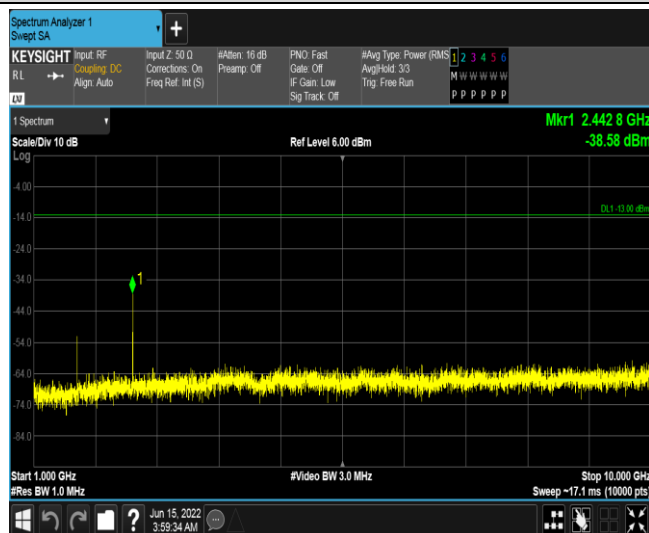 Spectrum Analyzer 1
Swept SA
+
KEYSIGHT
RL
LXI
Input: RF
Coupling: DC
Align: Auto
Input Z: 50 Ω
Corrections: On
Freq Ref: Int (S)
#Atten: 16 dB
Preamp: Off
PNO: Fast
Gate: Off
IF Gain: Low
Sig Track: Off
#Avg Type: Power (RMS
Avg|Hold: 3/3
Trig: Free Run
1 2 3 4 5 6
M W W W W W
P P P P P P
1 Spectrum
Mkr1 2.442 8 GHz
Scale/Div 10 dB
Ref Level 6.00 dBm
-38.58 dBm
Log
-4.00
DL1 -13.00 dBm
-14.0
-24.0
-34.0
1
-44.0
-54.0
-64.0
-74.0
-84.0
Start 1.000 GHz
#Video BW 3.0 MHz
Stop 10.000 GHz
#Res BW 1.0 MHz
Sweep ~17.1 ms (10000 pts)
?
Jun 15, 2022
3:59:34 AM